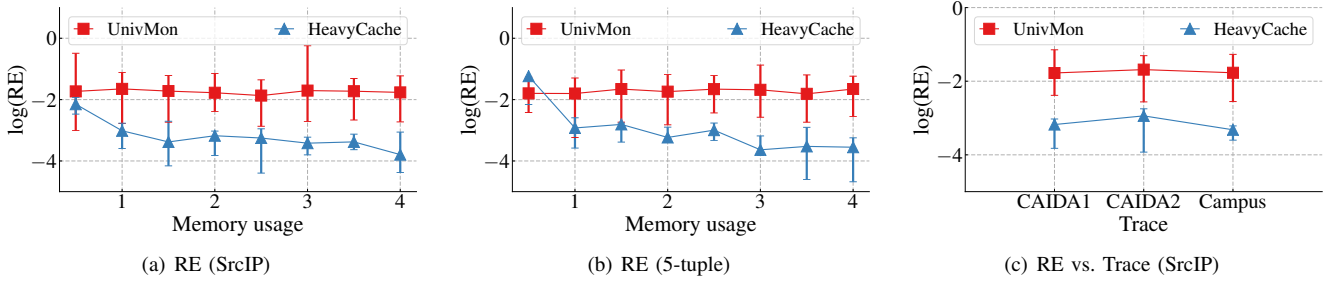 UnivMon HeavyCache
0
−2
−4
log(RE)
1 2 3 4
Memory usage
(a) RE (SrcIP)
UnivMon HeavyCache
0
−2
−4
log(RE)
1 2 3 4
Memory usage
(b) RE (5-tuple)
−0
UnivMon HeavyCache
−2
−4
log(RE)
CAIDA1 CAIDA2 Campus
Trace
(c) RE vs. Trace (SrcIP)